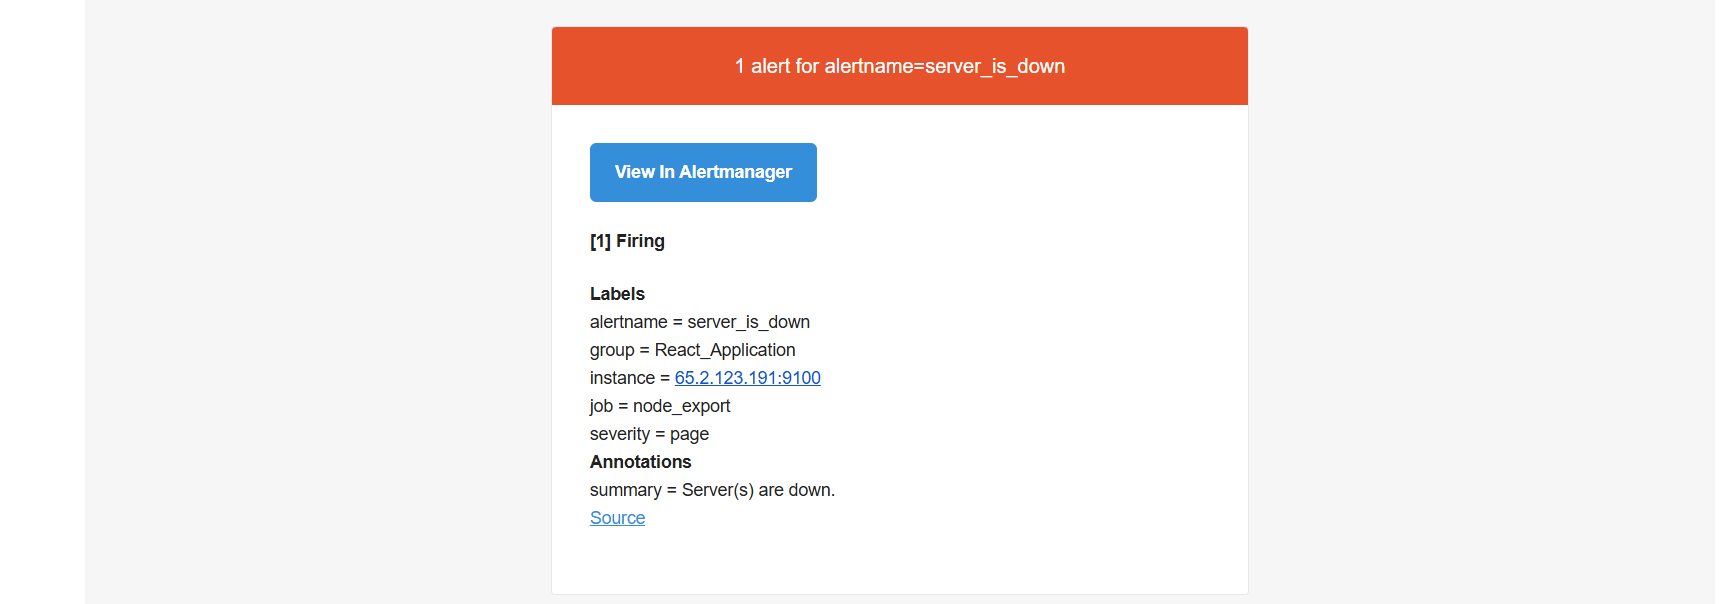 1 alert for alertname=server_is_down
View In Alertmanager
[1] Firing
Labels
alertname = server_is_down
group = React_Application
instance = 65.2.123.191:9100
job = node_export
severity = page
Annotations
summary = Server(s) are down.
Source